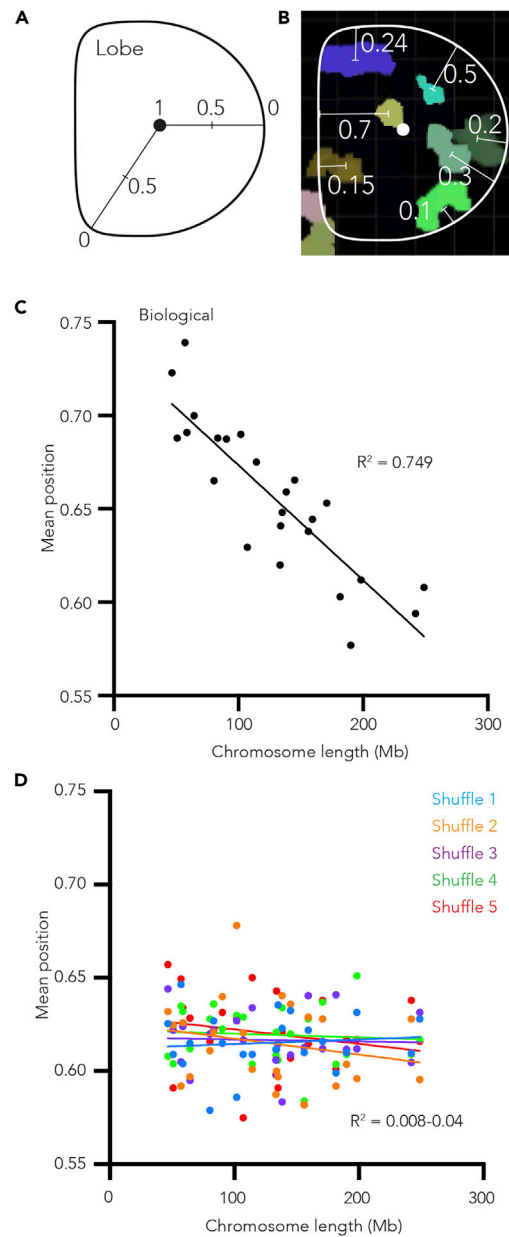 A
B
Lobe
1
0.5
0
0.5
0
0.24
0.5
0.7
0.2
0.3
0.15
0.1
C
Biological
0.75
0.70
0.65
0.60
0.55
Mean position
R² = 0.749
0
100
200
300
Chromosome length (Mb)
D
0.75
0.70
0.65
0.60
0.55
Mean position
Shuffle 1
Shuffle 2
Shuffle 3
Shuffle 4
Shuffle 5
R² = 0.008-0.04
0
100
200
300
Chromosome length (Mb)